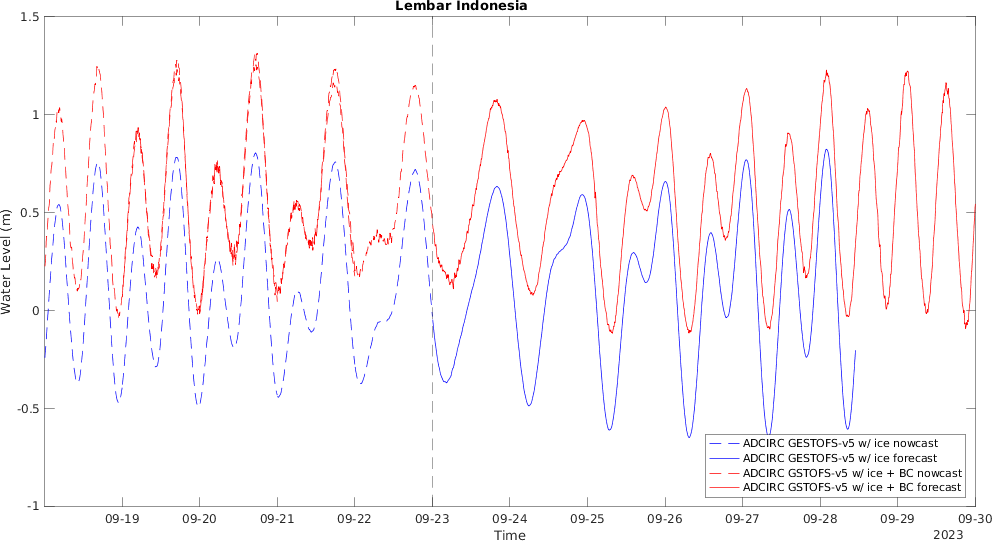 Lembar Indonesia
1.5
1
0.5
0
-0.5
-1
Water Level (m)
09-19
09-20
09-21
09-22
09-23
09-24
09-25
09-26
09-27
09-28
09-29
09-30
Time
2023
ADCIRC GESTOFS-v5 w/ ice nowcast
ADCIRC GESTOFS-v5 w/ ice forecast
ADCIRC GSTOFS-v5 w/ ice + BC nowcast
ADCIRC GSTOFS-v5 w/ ice + BC forecast